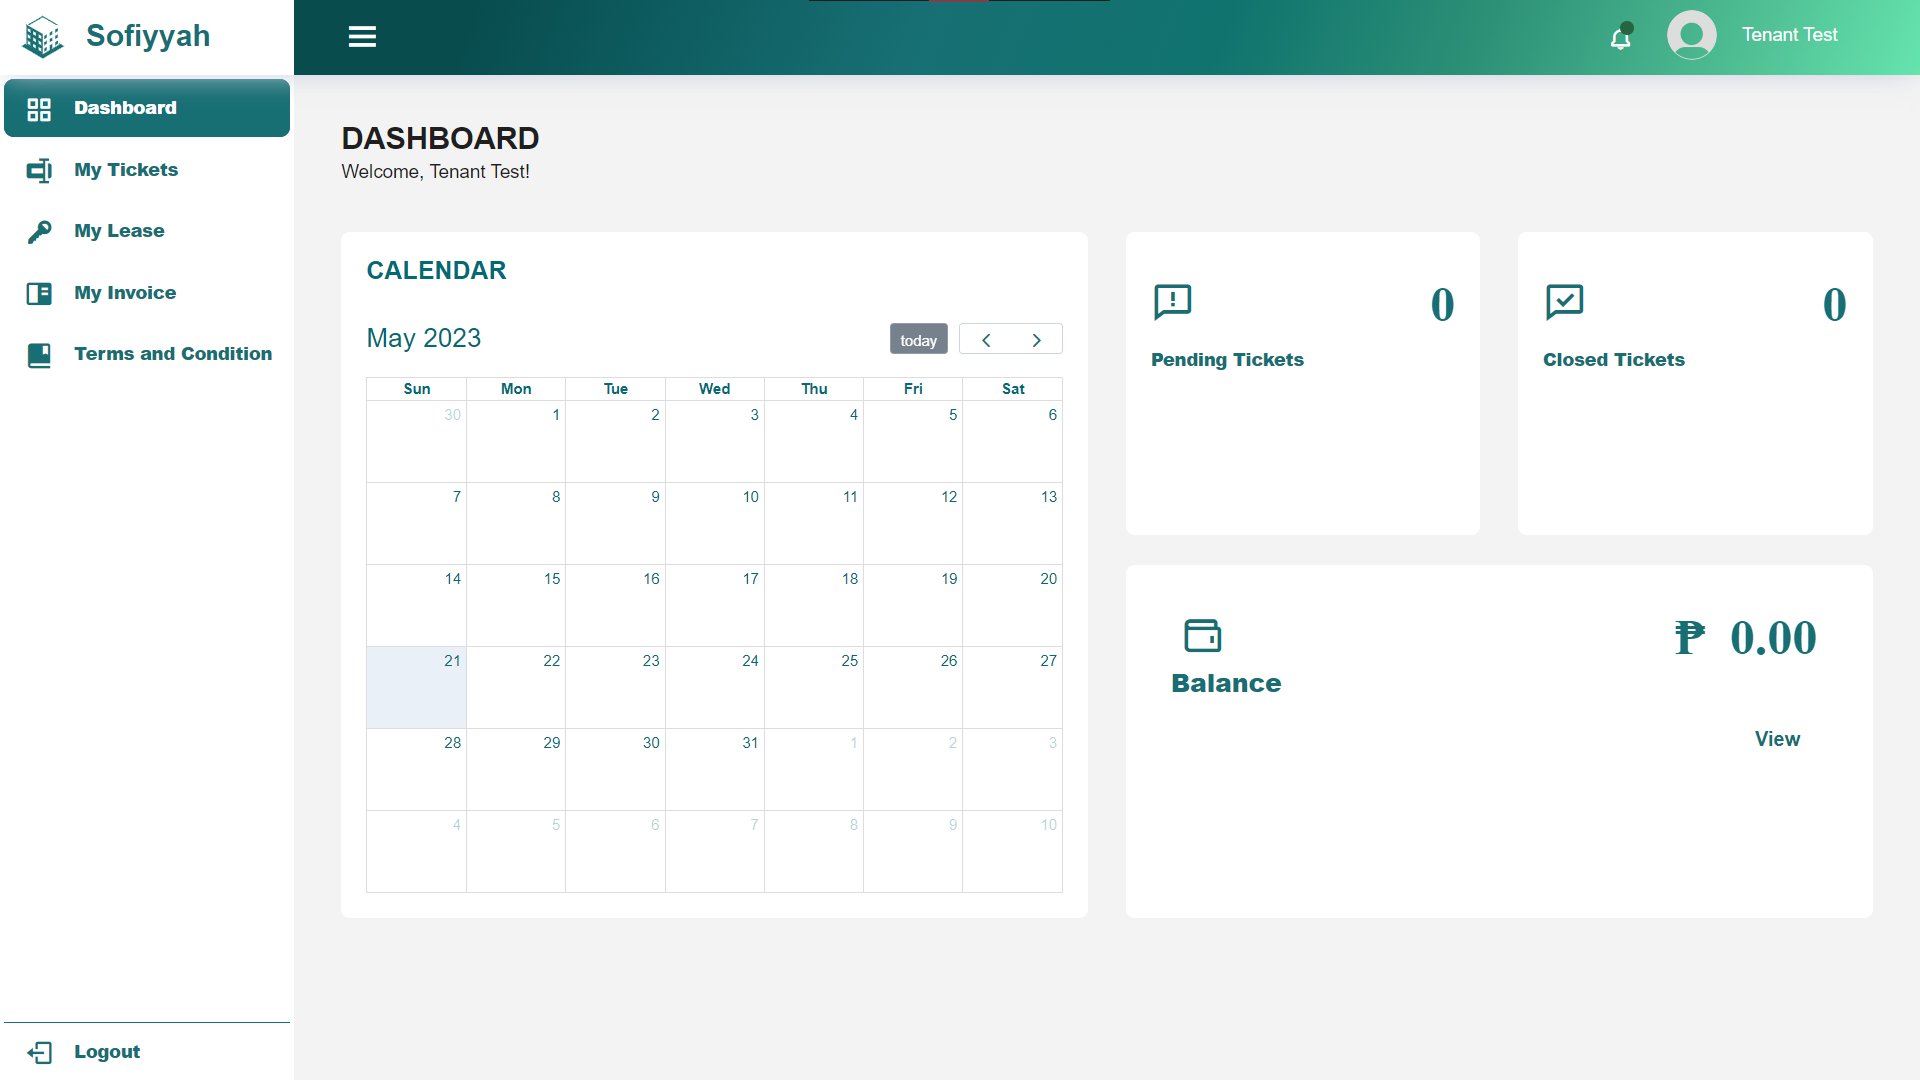 Sofiyyah
Tenant Test
Dashboard
My Tickets
My Lease
My Invoice
Terms and Condition
Logout
DASHBOARD
Welcome, Tenant Test!
CALENDAR
May 2023
today
Sun Mon Tue Wed Thu Fri Sat
30 1 2 3 4 5 6
7 8 9 10 11 12 13
14 15 16 17 18 19 20
21 22 23 24 25 26 27
28 29 30 31 1 2 3
4 5 6 7 8 9 10
0
Pending Tickets
0
Closed Tickets
₱ 0.00
Balance
View